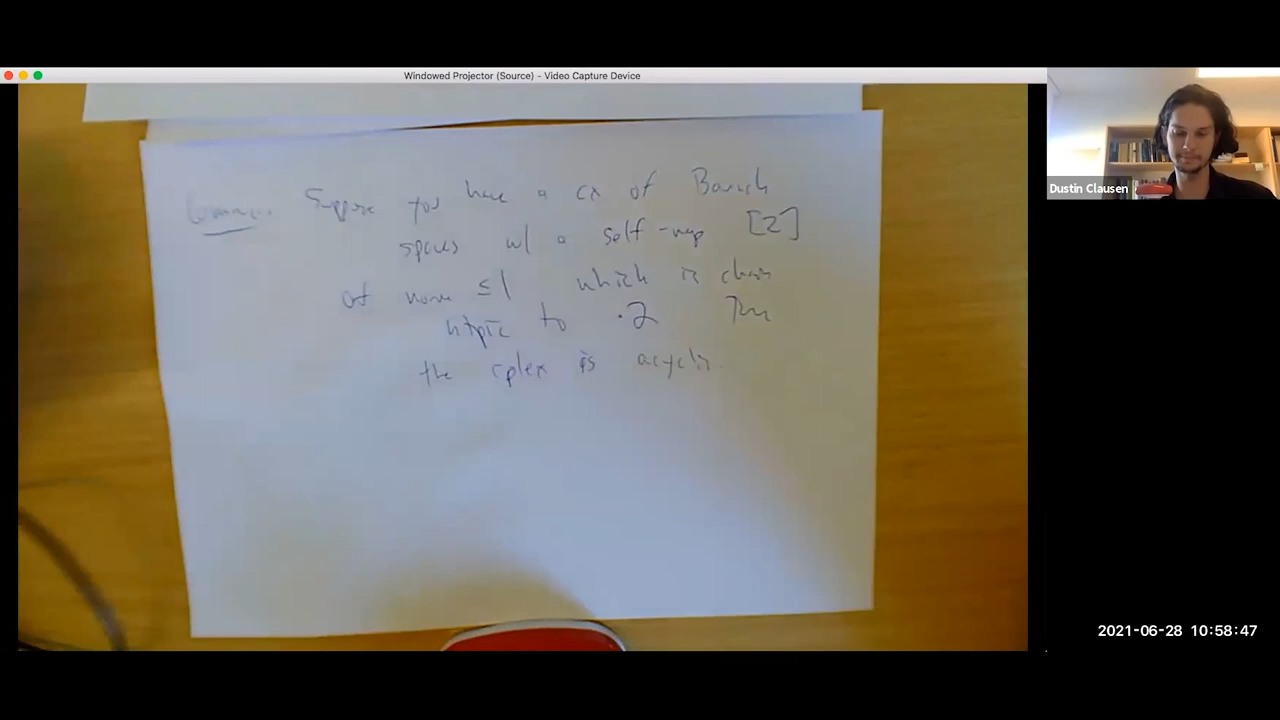 Windowed Projector (Source) - Video Capture Device
Suppose you have a cx of Banach
spaces w/ a self-map [2]
of norm ≤1 which is chain
htpic to ·2 Then
the cplex is acyclic.
Dustin Clausen
2021-06-28 10:58:47